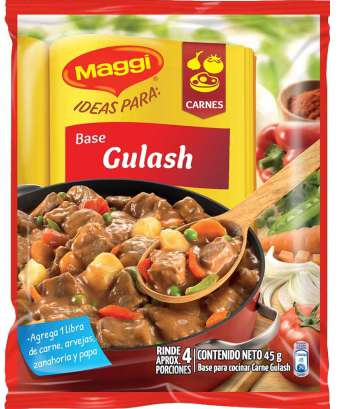 Maggi
IDEAS PARA:
CARNES
Base
Gulash
•Agrega 1 libra
de carne, arvejas,
zanahoria y papa
RINDE
APROX. 4
PORCIONES
CONTENIDO NETO 45 g
Base para cocinar Carne Gulash